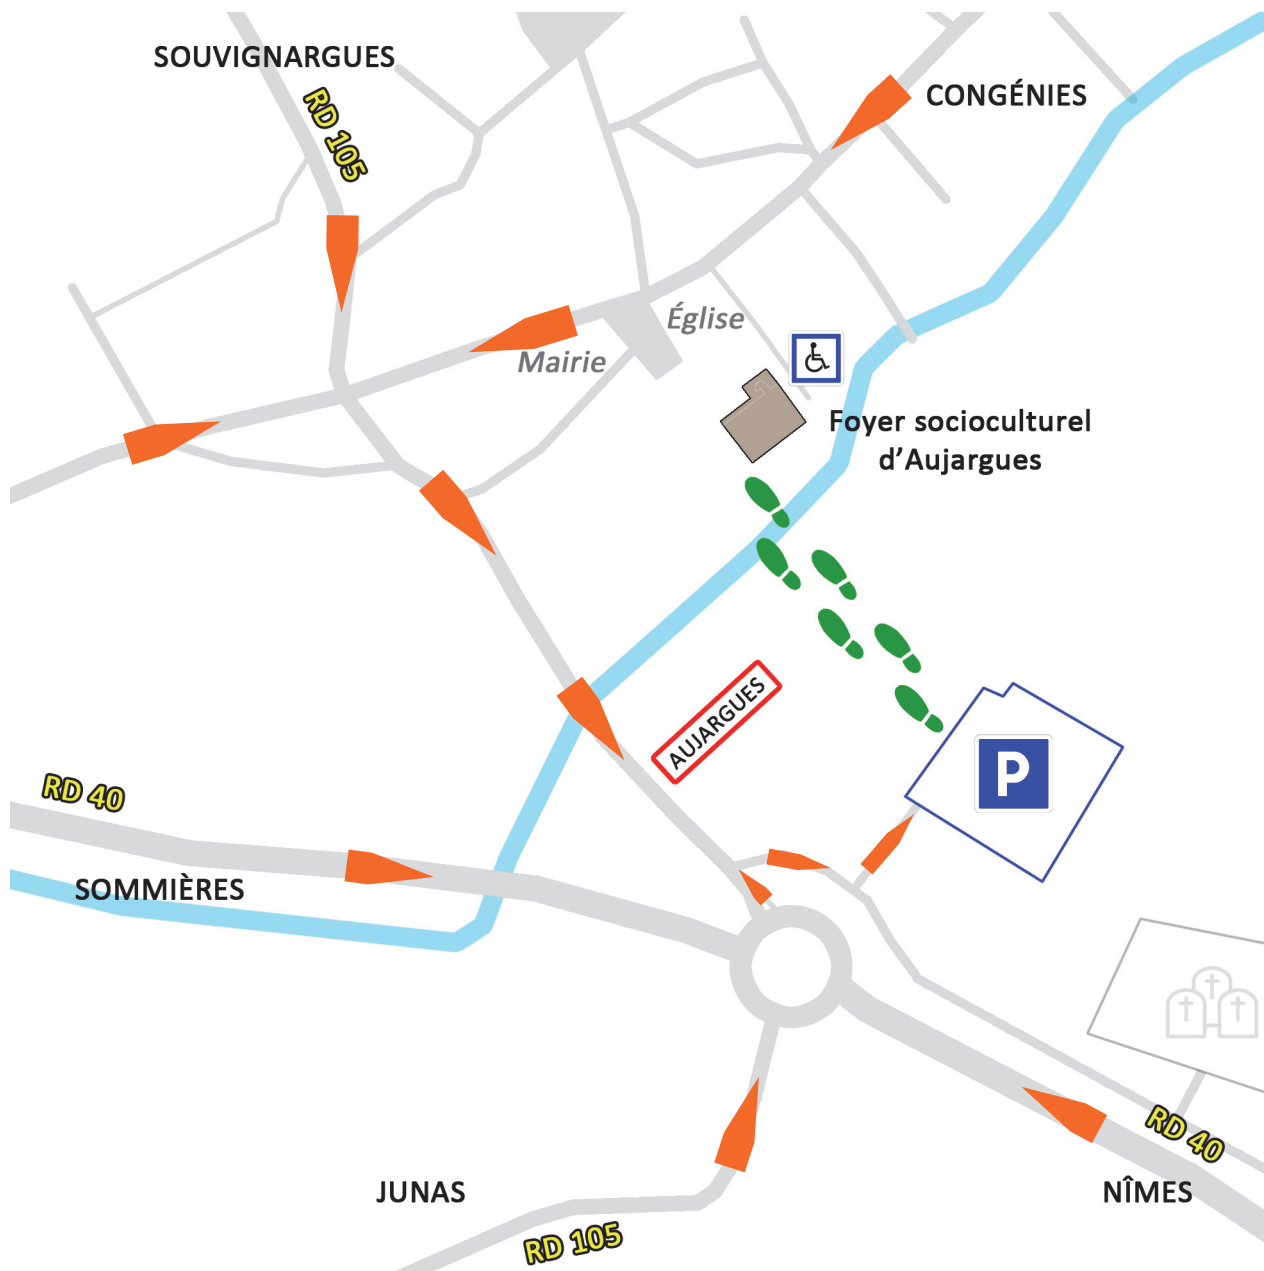 SOUVIGNARGUES
RD 105
CONGÉNIES
Église
Mairie
Foyer socioculturel
d'Aujargues
AUJARGUES
P
RD 40
SOMMIÈRES
RD 40
JUNAS
NÎMES
RD 105